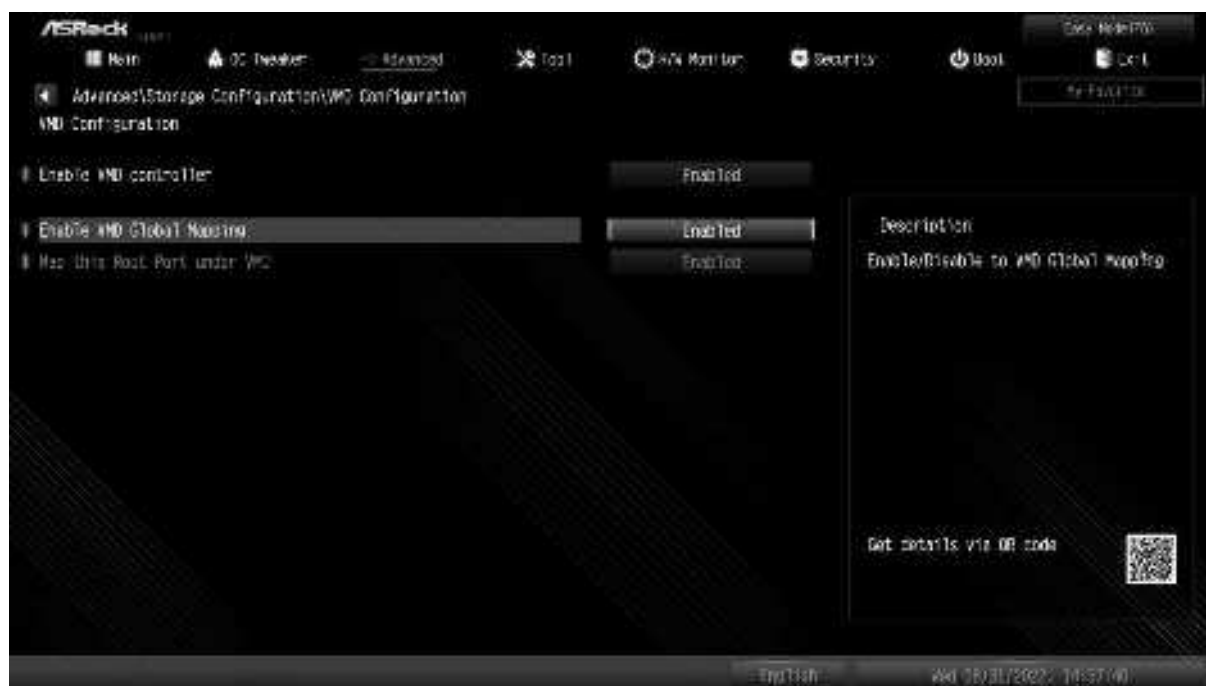 ASRock
Easy Mode(F6)
Main
OC Tweaker
Advanced
Tool
H/W Monitor
Security
Boot
Exit
My Favorite
Advanced\Storage Configuration\VMD Configuration
VMD Configuration
Enable VMD controller
Enabled
Enable VMD Global Mapping
Enabled
Map this Root Port under VMD
Enabled
Description
Enable/Disable to VMD Global Mapping
Get details via QR code
English